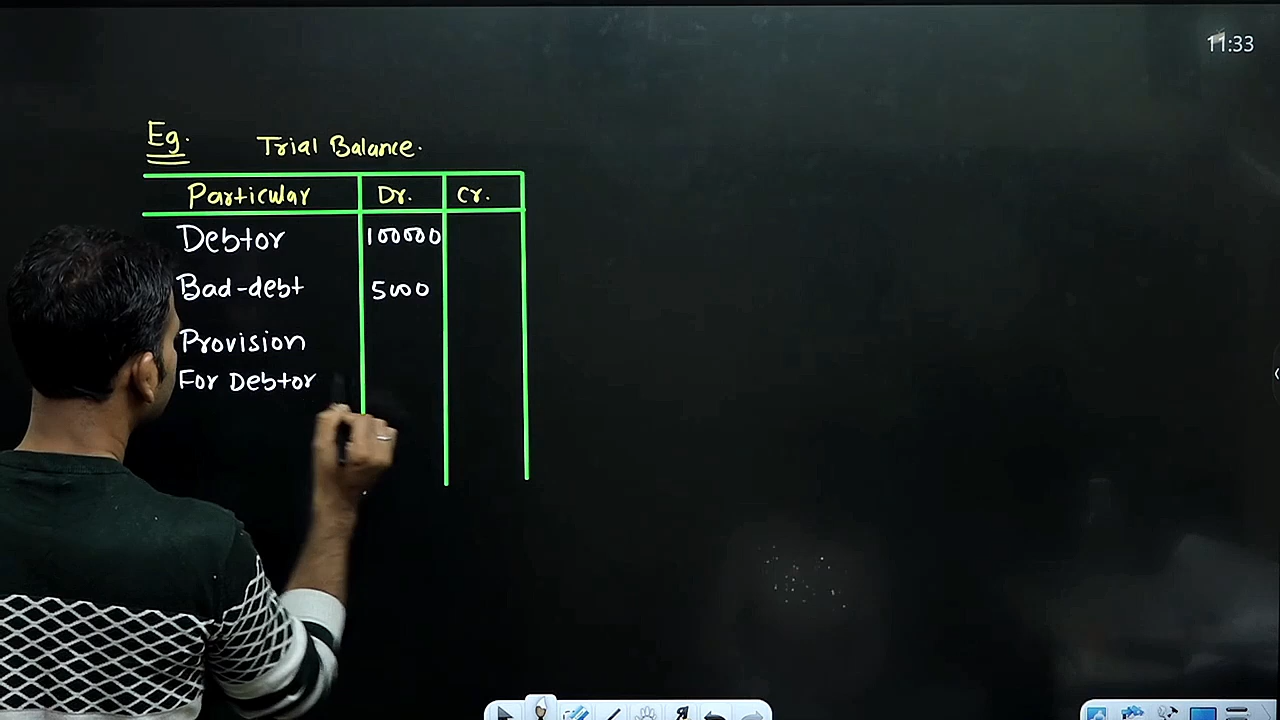 11:33
Eg. Trial Balance.
Particular Dr. Cr.
Debtor 100000
Bad-debt 5000
Provision
For Debtor